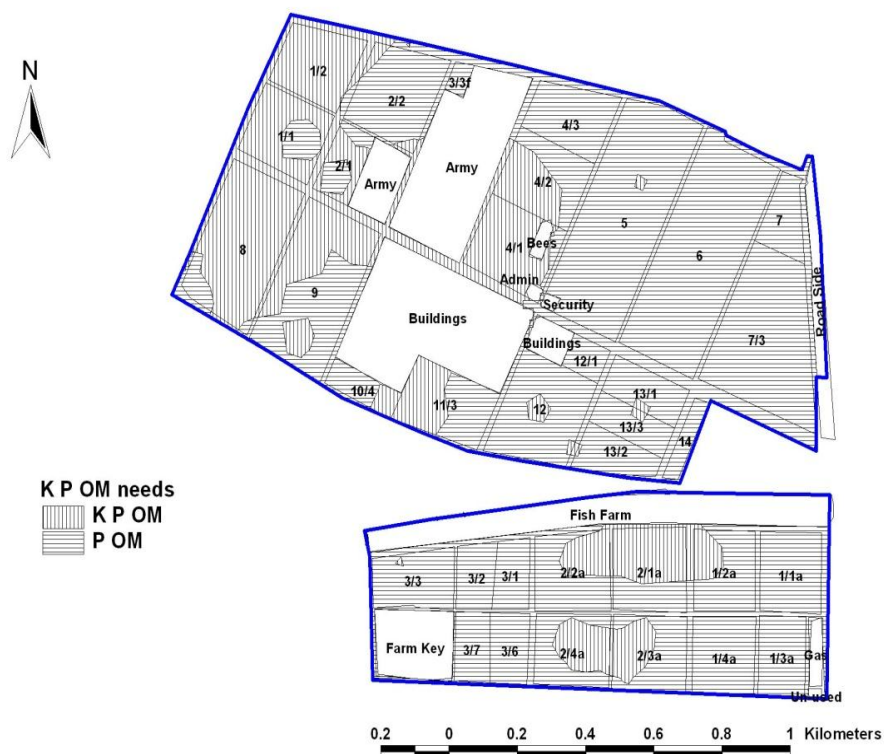 N
1/2
3/3f
2/2
4/3
1/1
2/1
Army
Army
4/2
7
5
8
4/1
Bees
6
Admin
9
Security
Road Side
Buildings
Buildings
7/3
12/1
10/4
11/3
12
13/1
13/3
14
13/2
K P OM needs
K P OM
P OM
Fish Farm
3/3
3/2
3/1
2/2a
2/1a
1/2a
1/1a
Farm Key
3/7
3/6
2/4a
2/3a
1/4a
1/3a
Gas
Un used
0.2 0 0.2 0.4 0.6 0.8 1 Kilometers